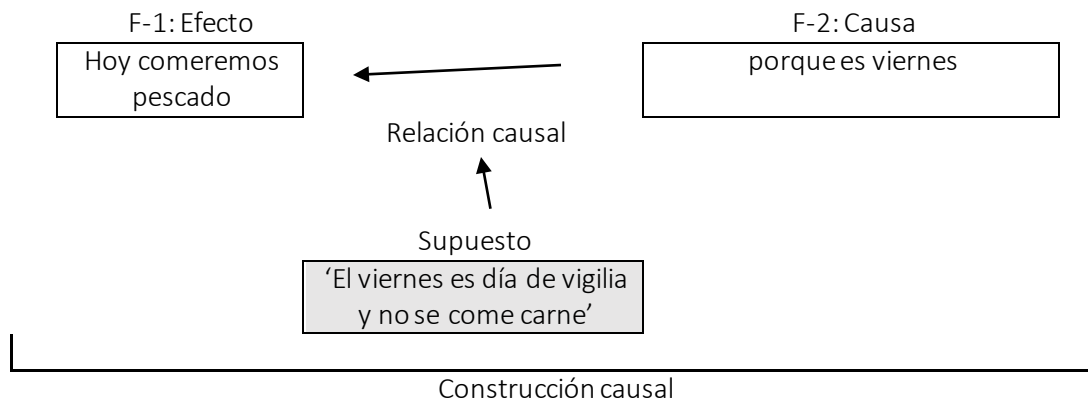 F-1: Efecto
F-2: Causa
Hoy comeremos
pescado
porque es viernes
Relación causal
Supuesto
‘El viernes es día de vigilia
y no se come carne’
Construcción causal